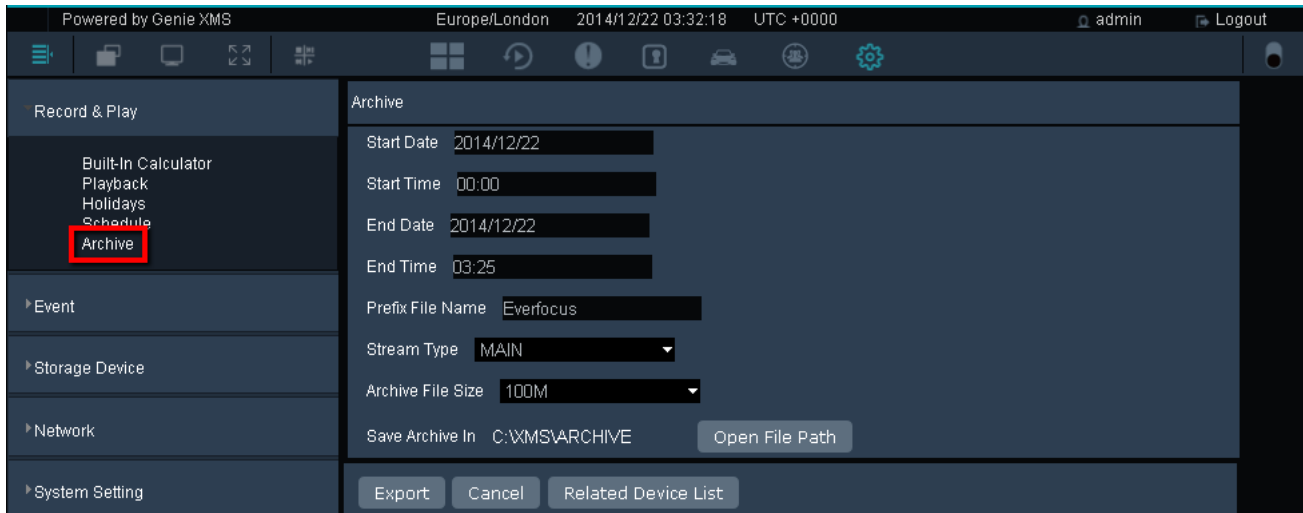 Powered by Genie XMS Europe/London 2014/12/22 03:32:18 UTC +0000 admin Logout
Record & Play
Built-In Calculator
Playback
Holidays
Schedule
Archive
Event
Storage Device
Network
System Setting
Archive
Start Date 2014/12/22
Start Time 00:00
End Date 2014/12/22
End Time 03:25
Prefix File Name Everfocus
Stream Type MAIN
Archive File Size 100M
Save Archive In C:\XMS\ARCHIVE Open File Path
Export Cancel Related Device List